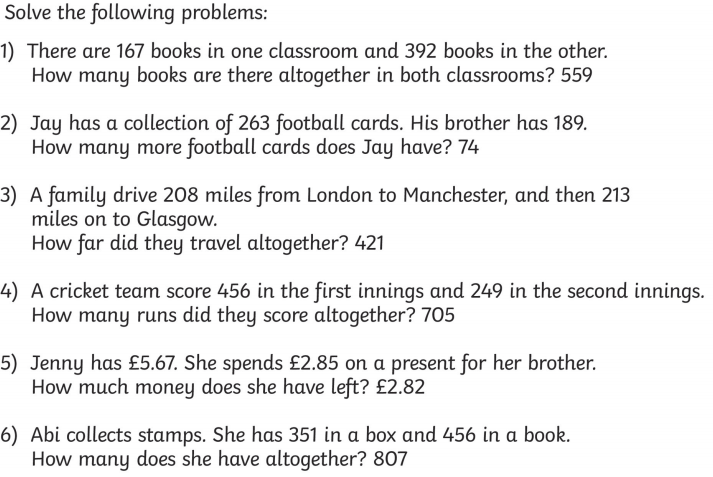 Solve the following problems:
1) There are 167 books in one classroom and 392 books in the other.
How many books are there altogether in both classrooms? 559
2) Jay has a collection of 263 football cards. His brother has 189.
How many more football cards does Jay have? 74
3) A family drive 208 miles from London to Manchester, and then 213
miles on to Glasgow.
How far did they travel altogether? 421
4) A cricket team score 456 in the first innings and 249 in the second innings.
How many runs did they score altogether? 705
5) Jenny has £5.67. She spends £2.85 on a present for her brother.
How much money does she have left? £2.82
6) Abi collects stamps. She has 351 in a box and 456 in a book.
How many does she have altogether? 807